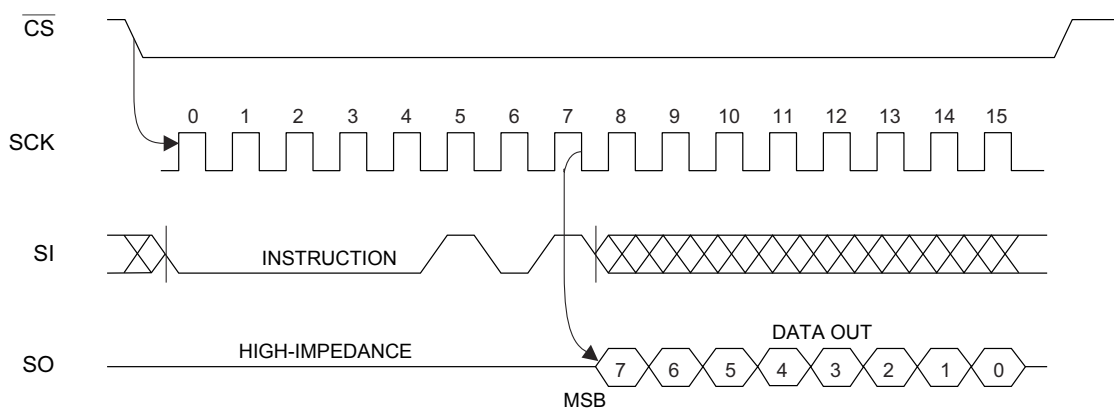 CS
0 1 2 3 4 5 6 7 8 9 10 11 12 13 14 15
SCK
SI
INSTRUCTION
DATA OUT
HIGH-IMPEDANCE
SO
7 6 5 4 3 2 1 0
MSB